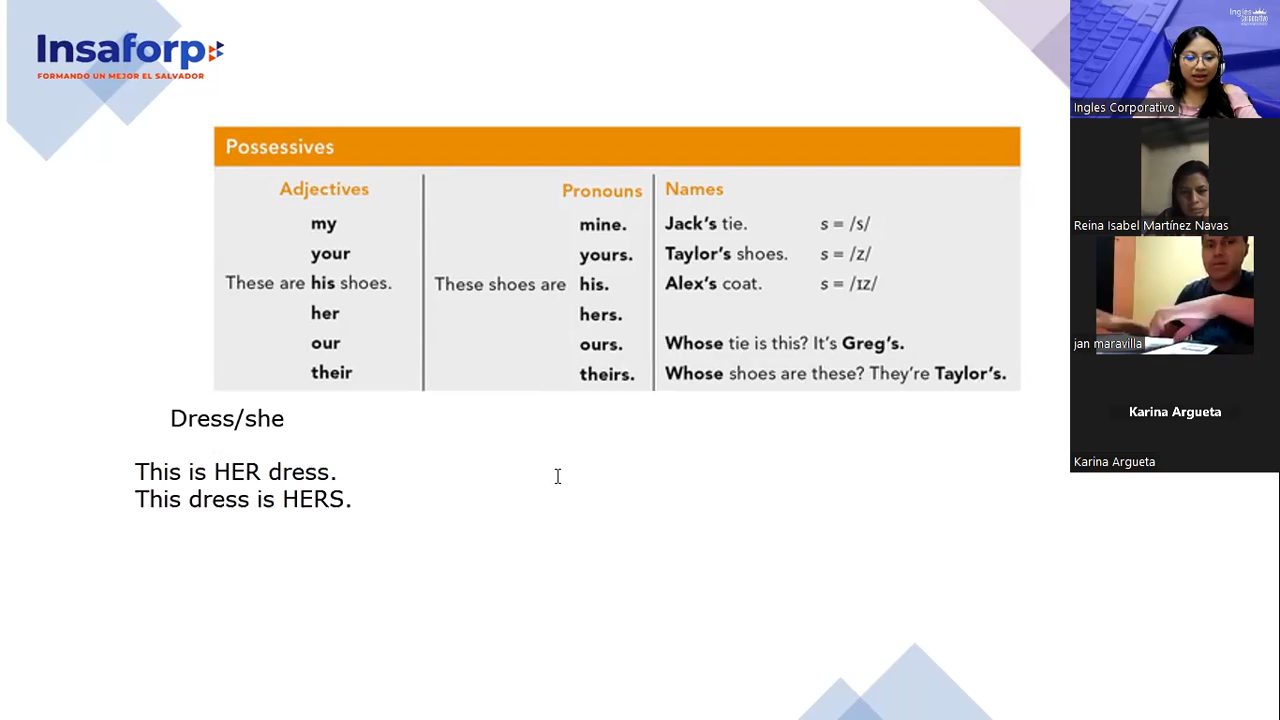 Insaforp
FORMANDO UN MEJOR EL SALVADOR
Possessives
Adjectives
my
your
These are his shoes.
her
our
their
Pronouns
mine.
yours.
These shoes are his.
hers.
ours.
theirs.
Names
Jack's tie. s = /s/
Taylor's shoes. s = /z/
Alex's coat. s = /ɪz/
Whose tie is this? It's Greg's.
Whose shoes are these? They're Taylor's.
Dress/she
This is HER dress.
This dress is HERS.
Ingles
Corporativo
Ingles Corporativo
Reina Isabel Martínez Navas
jan maravilla
Karina Argueta
Karina Argueta